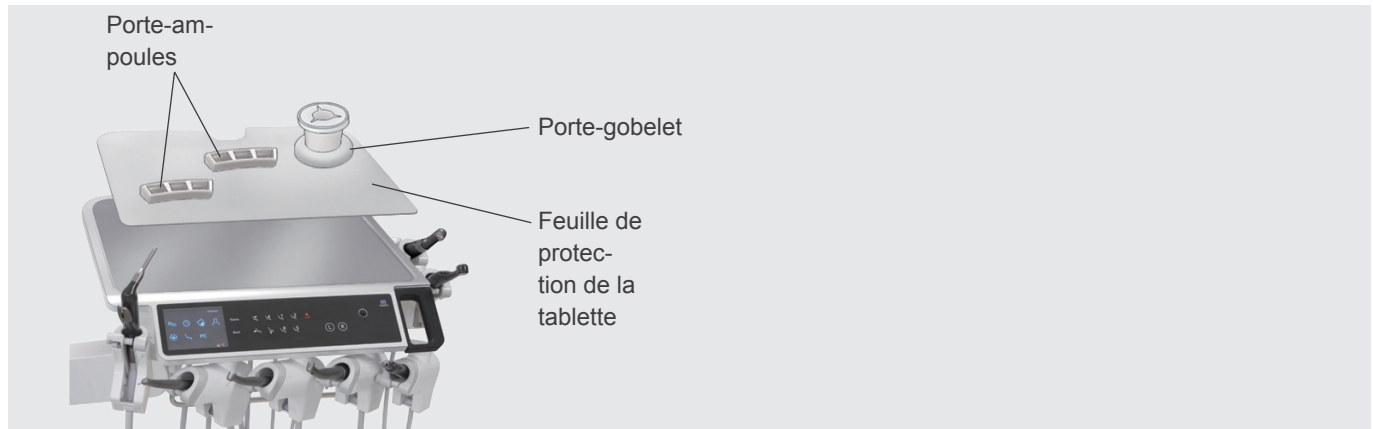 Porte-am-
poules
Porte-gobelet
Feuille de
protec-
tion de la
tablette